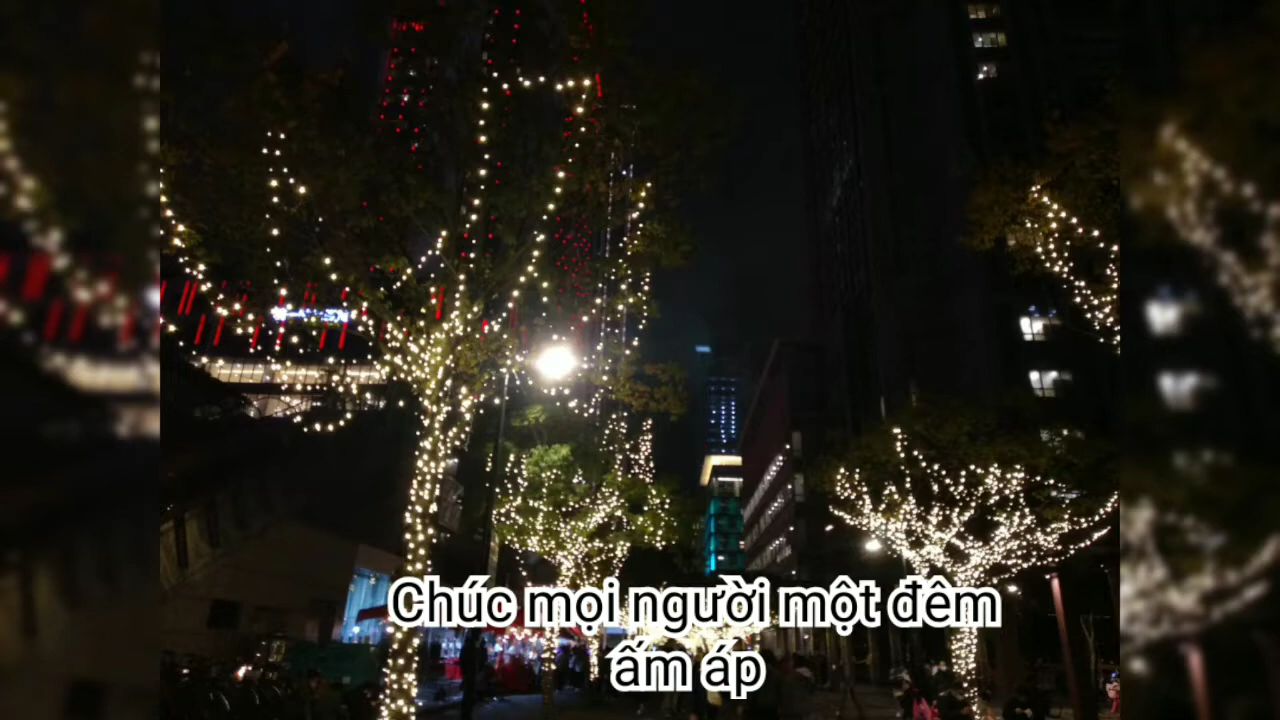 Chúc mọi người một đêm
ấm áp